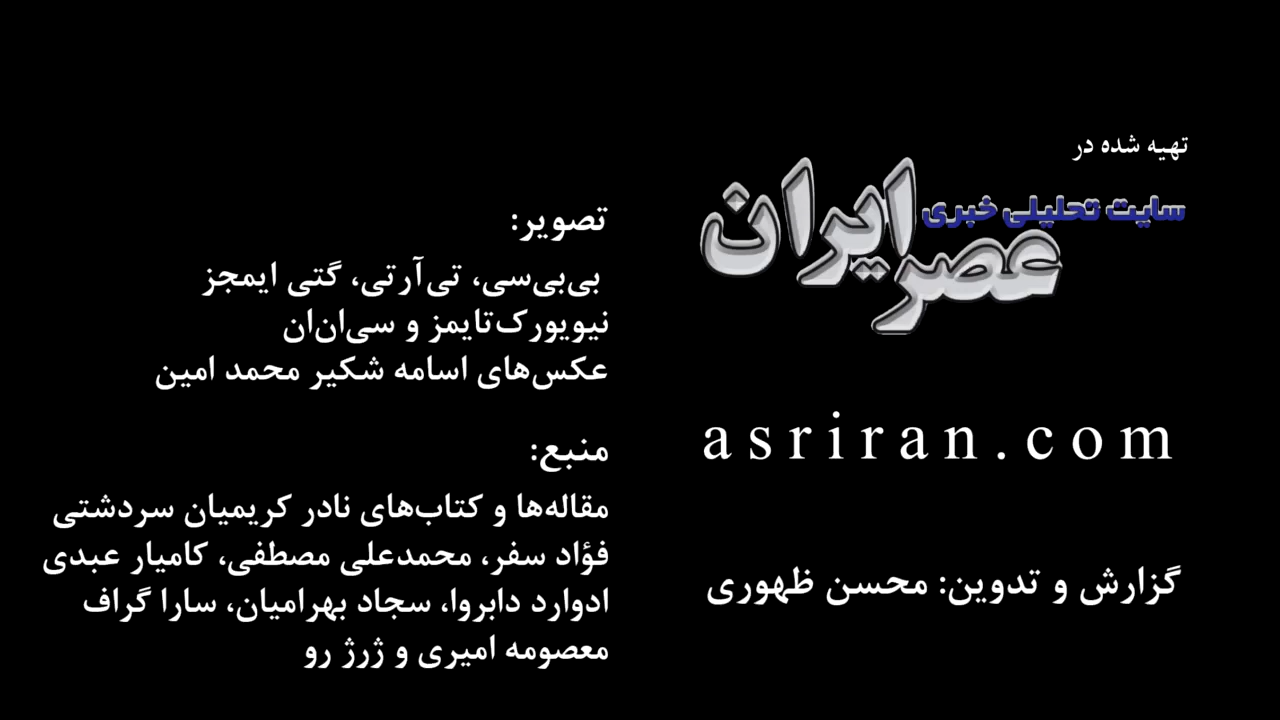 تهیه شده در
سایت تحلیلی خبری
عصر ایران
asriran.com
گزارش و تدوین: محسن ظهوری
تصویر:
بی‌بی‌سی، تی‌آر‌تی، گتی ایمجز
نیویورک‌تایمز و سی‌ان‌ان
عکس‌های اسامه شکیر محمد امین
منبع:
مقاله‌ها و کتاب‌های نادر کریمیان سردشتی
فؤاد سفر، محمدعلی مصطفی، کامیار عبدی
ادوارد دابروا، سجاد بهرامیان، سارا گراف
معصومه امیری و ژرژ رو